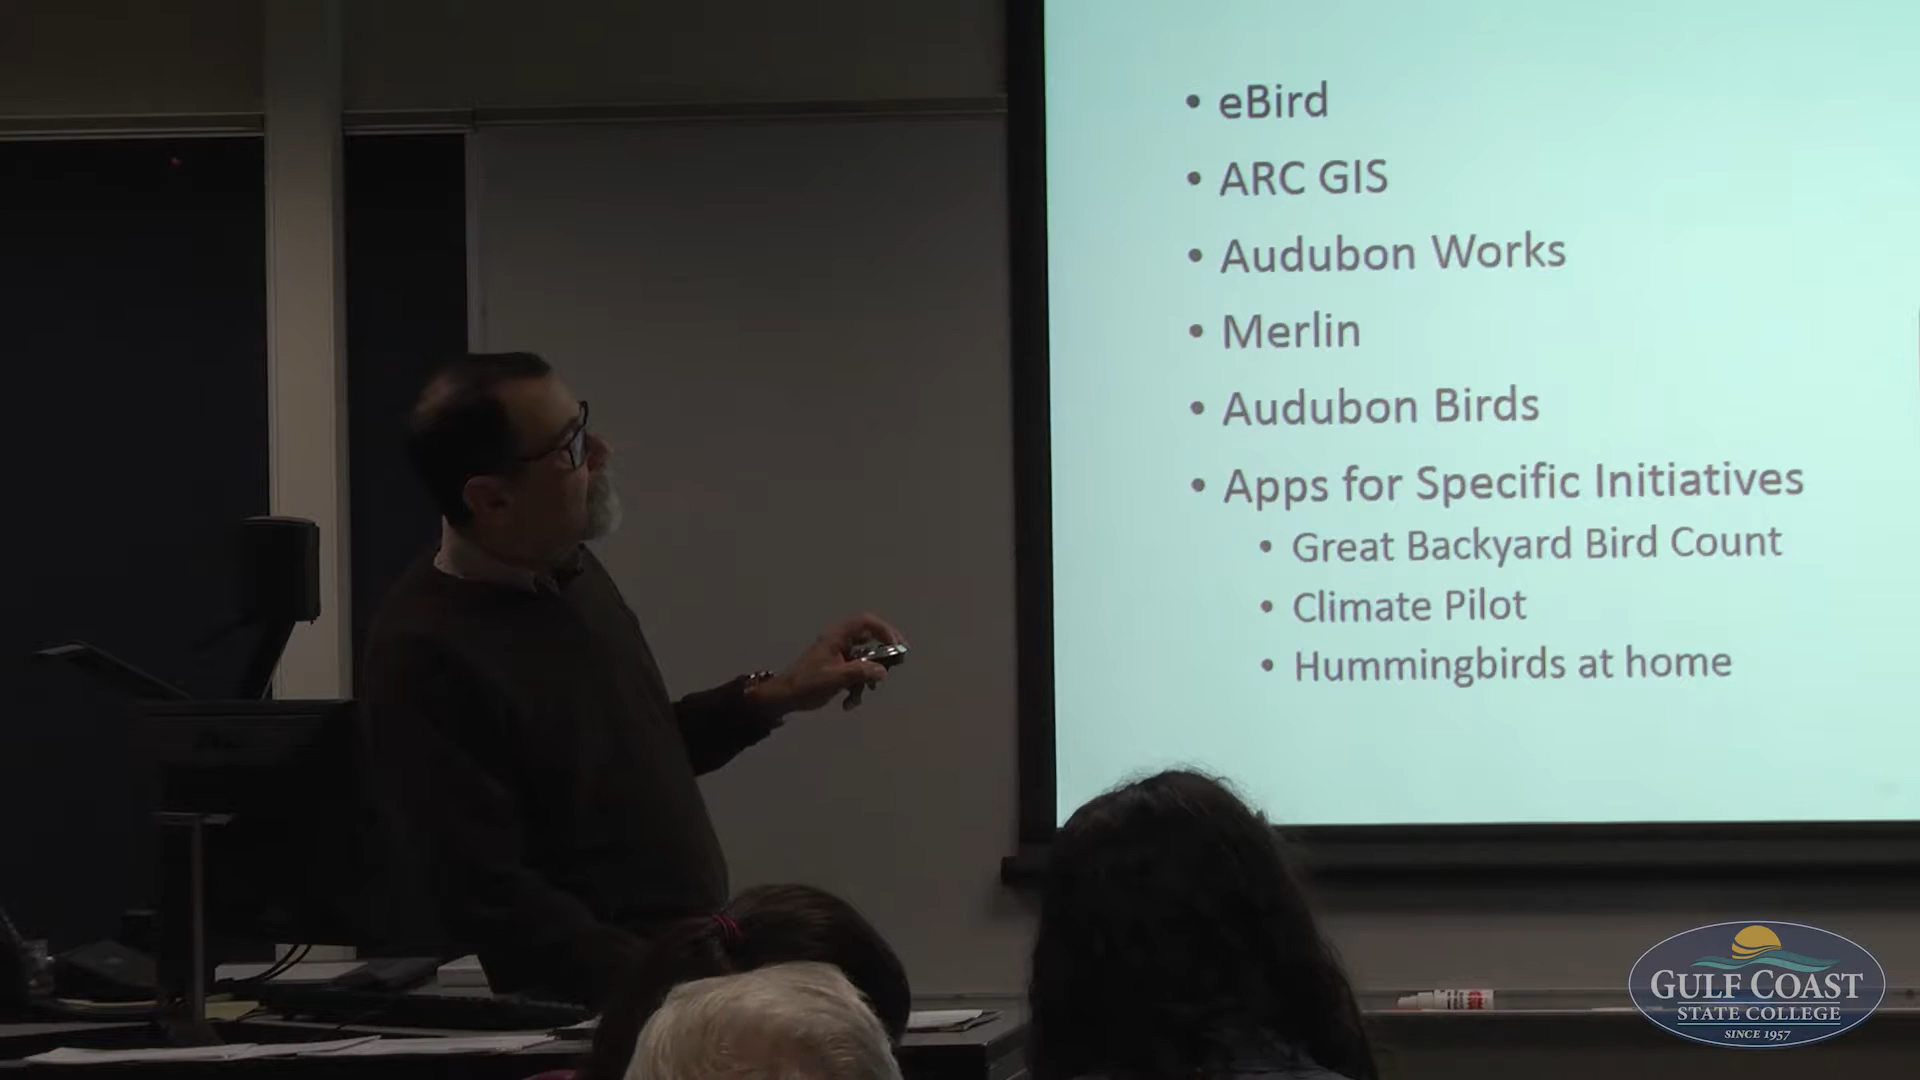 • eBird
• ARC GIS
• Audubon Works
• Merlin
• Audubon Birds
• Apps for Specific Initiatives
• Great Backyard Bird Count
• Climate Pilot
• Hummingbirds at home
GULF COAST
STATE COLLEGE
SINCE 1957